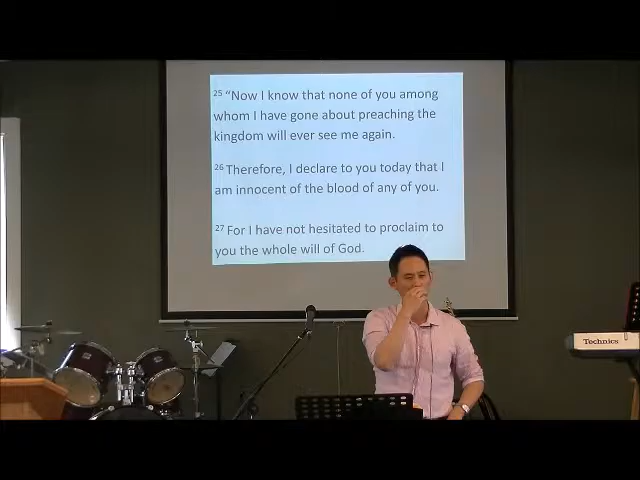 25 “Now I know that none of you among
whom I have gone about preaching the
kingdom will ever see me again.
26 Therefore, I declare to you today that I
am innocent of the blood of any of you.
27 For I have not hesitated to proclaim to
you the whole will of God.
Technics